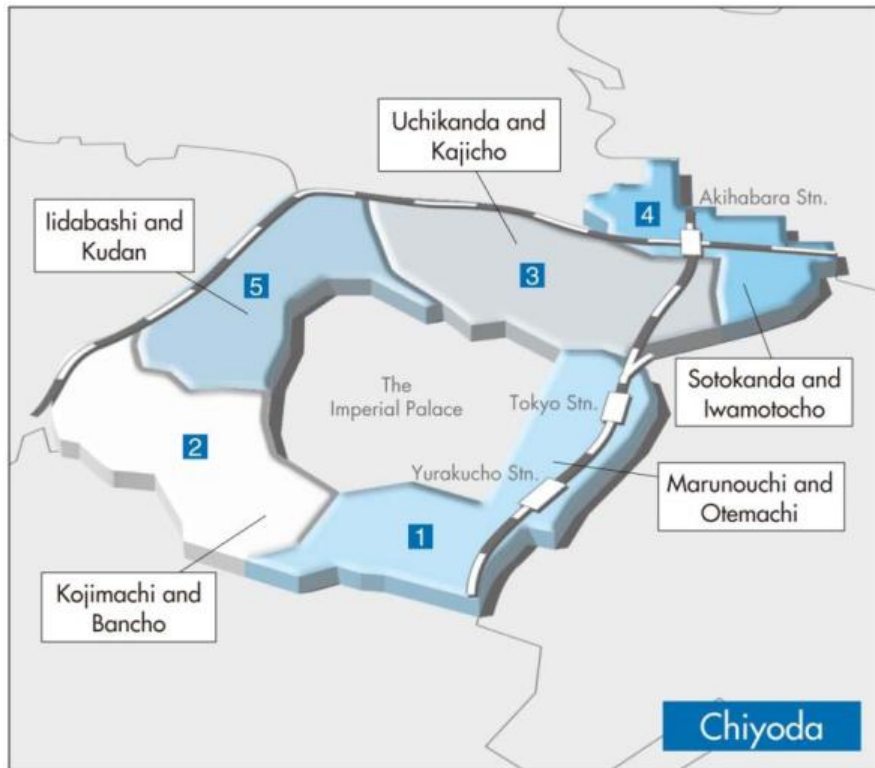 Uchikanda and
Kajicho
Akihabara Stn.
4
Iidabashi and
Kudan
5
3
The
Imperial Palace
Tokyo Stn.
Sotokanda and
Iwamotocho
2
Yurakucho Stn.
Marunouchi and
Otemachi
1
Kojimachi and
Bancho
Chiyoda